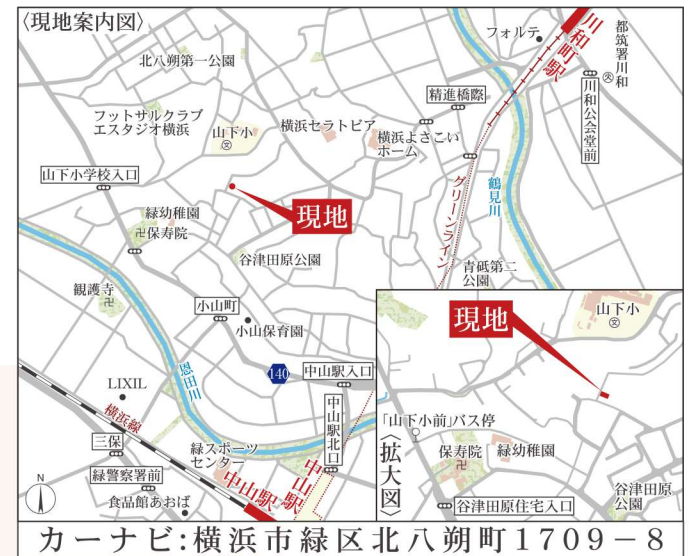 〈現地案内図〉
フォルテ
川和町駅
都筑署川和
北八朔第一公園
川和公会堂前
精進橋際
フットサルクラブ
エスタジオ横浜
山下小
横浜セラトピア
横浜よさこい
ホーム
山下小学校入口
現地
グリーンライン
鶴見川
緑幼稚園
保寿院
谷津田原公園
青砥第二
公園
観護寺
小山町
小山保育園
140
中山駅入口
恩田川
LIXIL
横浜線
三保
中山駅北口
緑スポーツ
センター
中山駅
中山駅
緑警察署前
食品館あおば
N
現地
山下小
「山下小前」バス停
保寿院
緑幼稚園
〈拡大図〉
谷津田原住宅入口
谷津田原
公園
カーナビ:横浜市緑区北八朔町1709−8